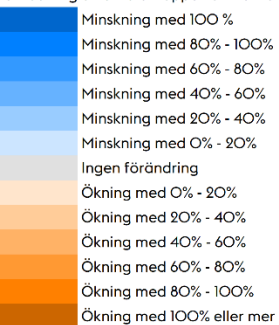 Minskning med 100 %
Minskning med 80% - 100%
Minskning med 60% - 80%
Minskning med 40% - 60%
Minskning med 20% - 40%
Minskning med 0% - 20%
Ingen förändring
Ökning med 0% - 20%
Ökning med 20% - 40%
Ökning med 40% - 60%
Ökning med 60% - 80%
Ökning med 80% - 100%
Ökning med 100% eller mer